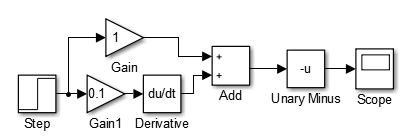 1
Gain
+
+
Add
-u
Unary Minus
Scope
Step
0.1
Gain1
du/dt
Derivative